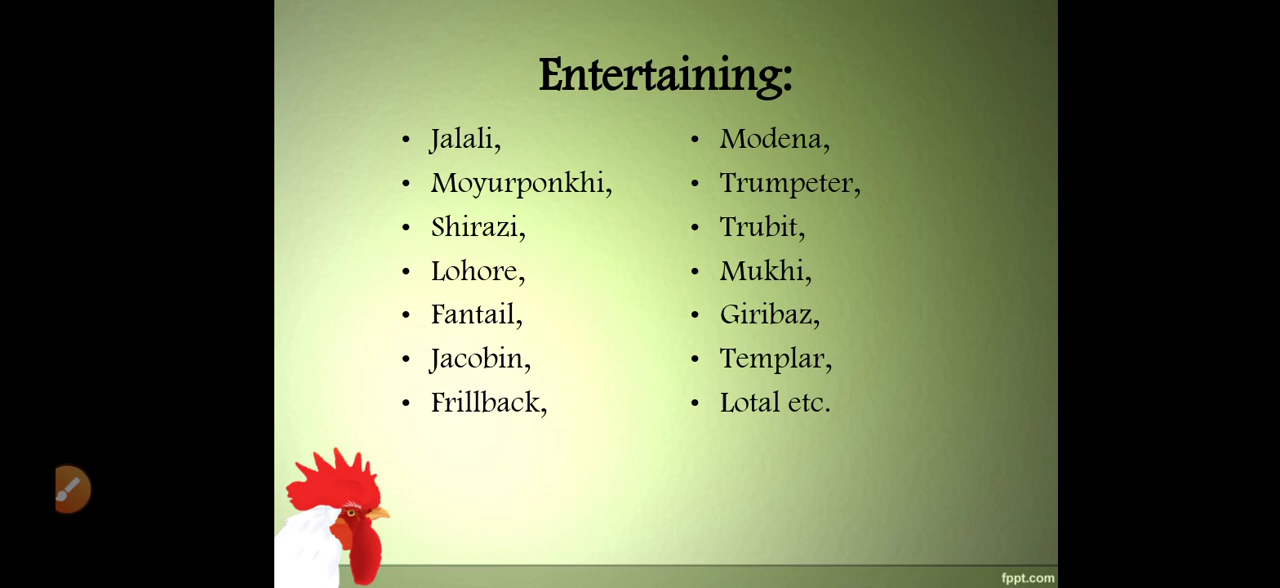 Entertaining:
• Jalali,
• Moyurponkhi,
• Shirazi,
• Lohore,
• Fantail,
• Jacobin,
• Frillback,
• Modena,
• Trumpeter,
• Trubit,
• Mukhi,
• Giribaz,
• Templar,
• Lotal etc.
fppt.com